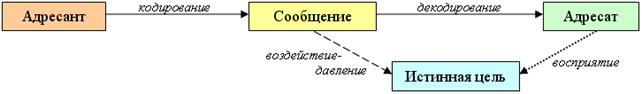 кодирование
декодирование
Адресант
Сообщение
Адресат
воздействие-
давление
восприятие
Истинная цель